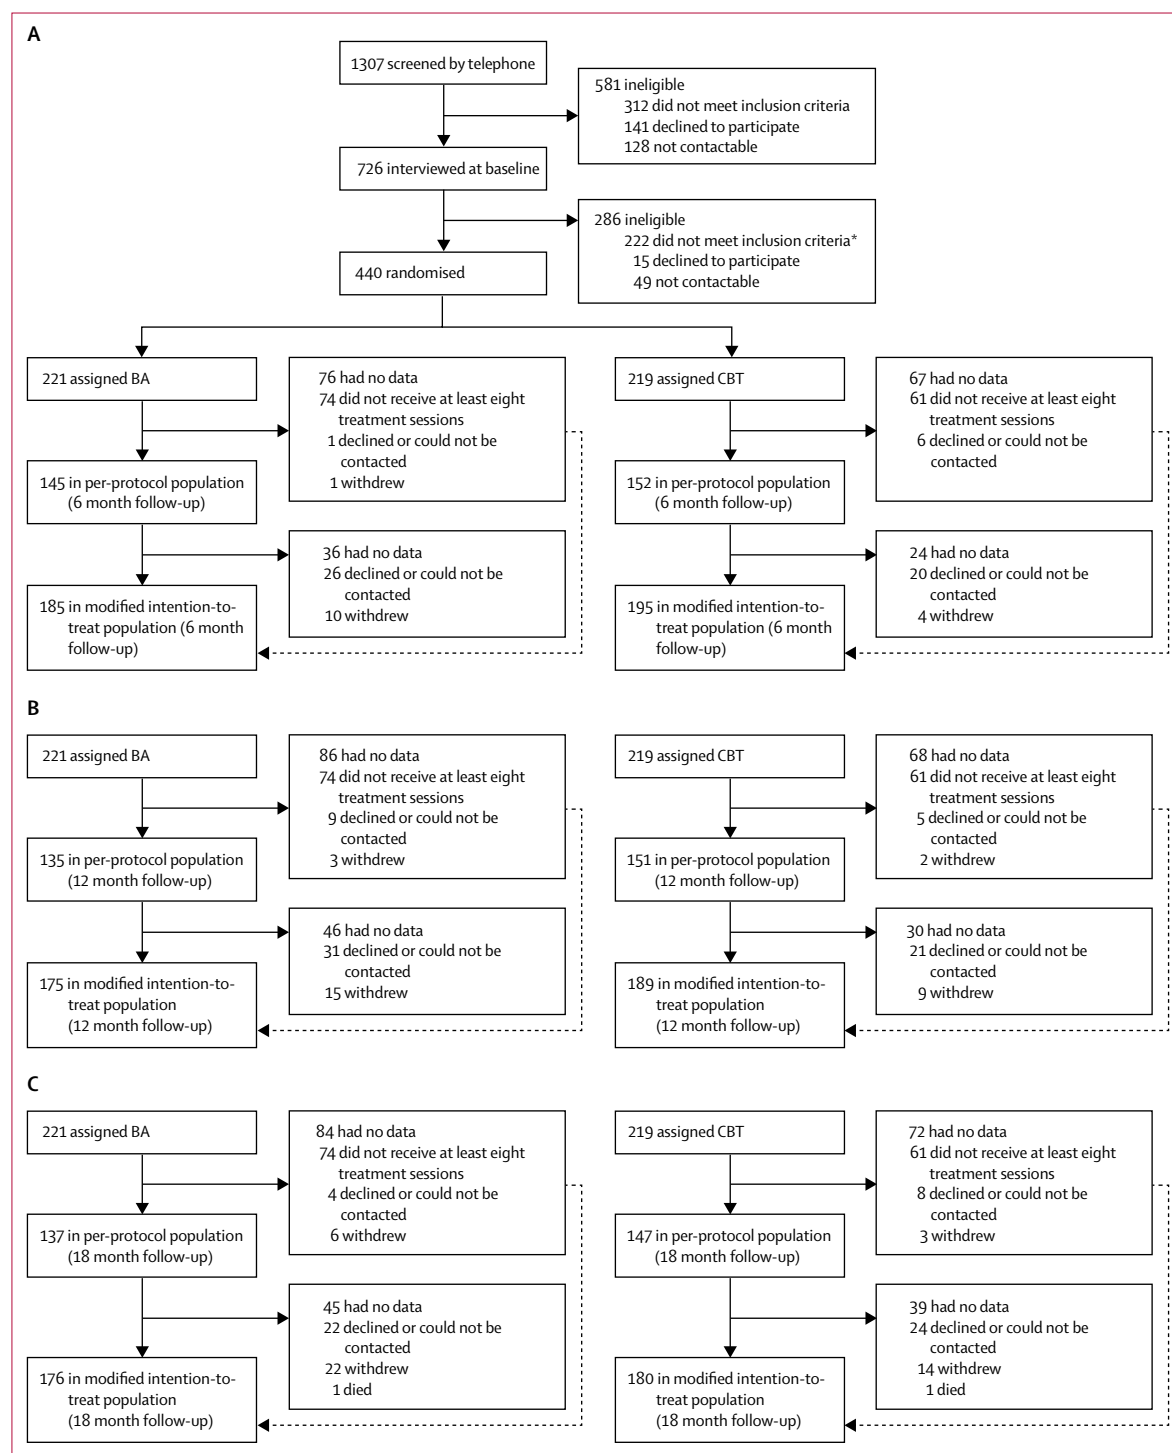 A
1307 screened by telephone
581 ineligible
312 did not meet inclusion criteria
141 declined to participate
128 not contactable
726 interviewed at baseline
286 ineligible
222 did not meet inclusion criteria*
15 declined to participate
49 not contactable
440 randomised
221 assigned BA
76 had no data
74 did not receive at least eight
treatment sessions
1 declined or could not be
contacted
1 withdrew
145 in per-protocol population
(6 month follow-up)
36 had no data
26 declined or could not be
contacted
10 withdrew
185 in modified intention-to-
treat population (6 month
follow-up)
219 assigned CBT
67 had no data
61 did not receive at least eight
treatment sessions
6 declined or could not be
contacted
152 in per-protocol population
(6 month follow-up)
24 had no data
20 declined or could not be
contacted
4 withdrew
195 in modified intention-to-
treat population (6 month
follow-up)
B
221 assigned BA
86 had no data
74 did not receive at least eight
treatment sessions
9 declined or could not be
contacted
3 withdrew
135 in per-protocol population
(12 month follow-up)
46 had no data
31 declined or could not be
contacted
15 withdrew
175 in modified intention-to-
treat population
(12 month follow-up)
219 assigned CBT
68 had no data
61 did not receive at least eight
treatment sessions
5 declined or could not be
contacted
2 withdrew
151 in per-protocol population
(12 month follow-up)
30 had no data
21 declined or could not be
contacted
9 withdrew
189 in modified intention-to-
treat population
(12 month follow-up)
C
221 assigned BA
84 had no data
74 did not receive at least eight
treatment sessions
4 declined or could not be
contacted
6 withdrew
137 in per-protocol population
(18 month follow-up)
45 had no data
22 declined or could not be
contacted
22 withdrew
1 died
176 in modified intention-to-
treat population
(18 month follow-up)
219 assigned CBT
72 had no data
61 did not receive at least eight
treatment sessions
8 declined or could not be
contacted
3 withdrew
147 in per-protocol population
(18 month follow-up)
39 had no data
24 declined or could not be
contacted
14 withdrew
1 died
180 in modified intention-to-
treat population
(18 month follow-up)